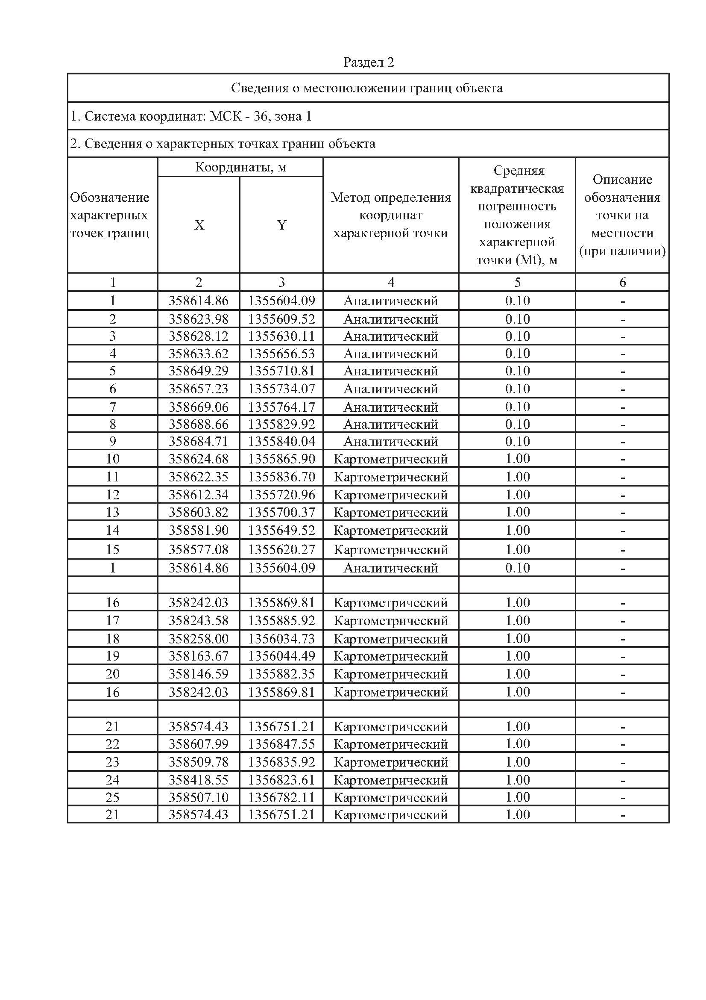 Раздел 2
Сведения о местоположении границ объекта
1. Система координат: МСК - 36, зона 1
2. Сведения о характерных точках границ объекта
Обозначение
характерных
точек границ
Координаты, м
X Y
Метод определения
координат
характерной точки
Средняя
квадратическая
погрешность
положения
характерной
точки (Mt), м
Описание
обозначения
точки на
местности
(при наличии)
1 2 3 4 5 6
1 358614.86 1355604.09 Аналитический 0.10 -
2 358623.98 1355609.52 Аналитический 0.10 -
3 358628.12 1355630.11 Аналитический 0.10 -
4 358633.62 1355656.53 Аналитический 0.10 -
5 358649.29 1355710.81 Аналитический 0.10 -
6 358657.23 1355734.07 Аналитический 0.10 -
7 358669.06 1355764.17 Аналитический 0.10 -
8 358688.66 1355829.92 Аналитический 0.10 -
9 358684.71 1355840.04 Аналитический 0.10 -
10 358624.68 1355865.90 Картометрический 1.00 -
11 358622.35 1355836.70 Картометрический 1.00 -
12 358612.34 1355720.96 Картометрический 1.00 -
13 358603.82 1355700.37 Картометрический 1.00 -
14 358581.90 1355649.52 Картометрический 1.00 -
15 358577.08 1355620.27 Картометрический 1.00 -
1 358614.86 1355604.09 Аналитический 0.10 -
16 358242.03 1355869.81 Картометрический 1.00 -
17 358243.58 1355885.92 Картометрический 1.00 -
18 358258.00 1356034.73 Картометрический 1.00 -
19 358163.67 1356044.49 Картометрический 1.00 -
20 358146.59 1355882.35 Картометрический 1.00 -
16 358242.03 1355869.81 Картометрический 1.00 -
21 358574.43 1356751.21 Картометрический 1.00 -
22 358607.99 1356847.55 Картометрический 1.00 -
23 358509.78 1356835.92 Картометрический 1.00 -
24 358418.55 1356823.61 Картометрический 1.00 -
25 358507.10 1356782.11 Картометрический 1.00 -
21 358574.43 1356751.21 Картометрический 1.00 -